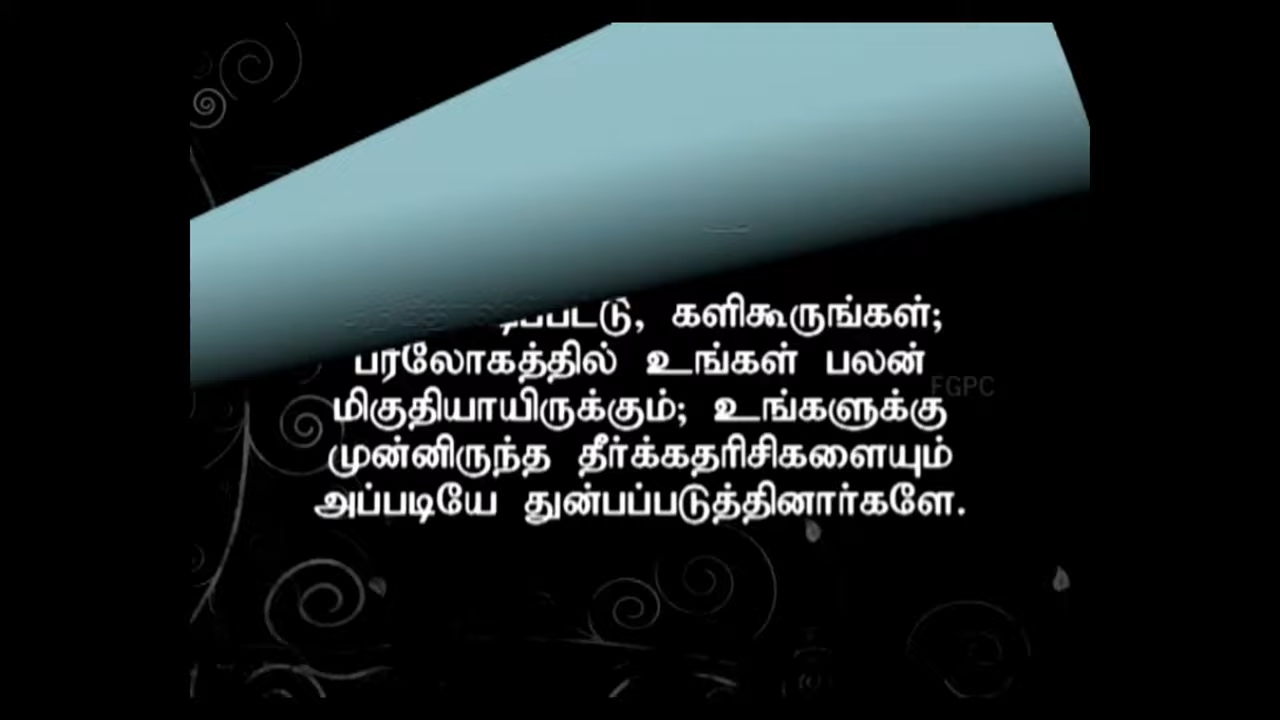 களிகூருங்கள்;
பரலோகத்தில் உங்கள் பலன்
FGPC
மிகுதியாயிருக்கும்; உங்களுக்கு
முன்னிருந்த தீர்க்கதரிசிகளையும்
அப்படியே துன்பப்படுத்தினார்களே.